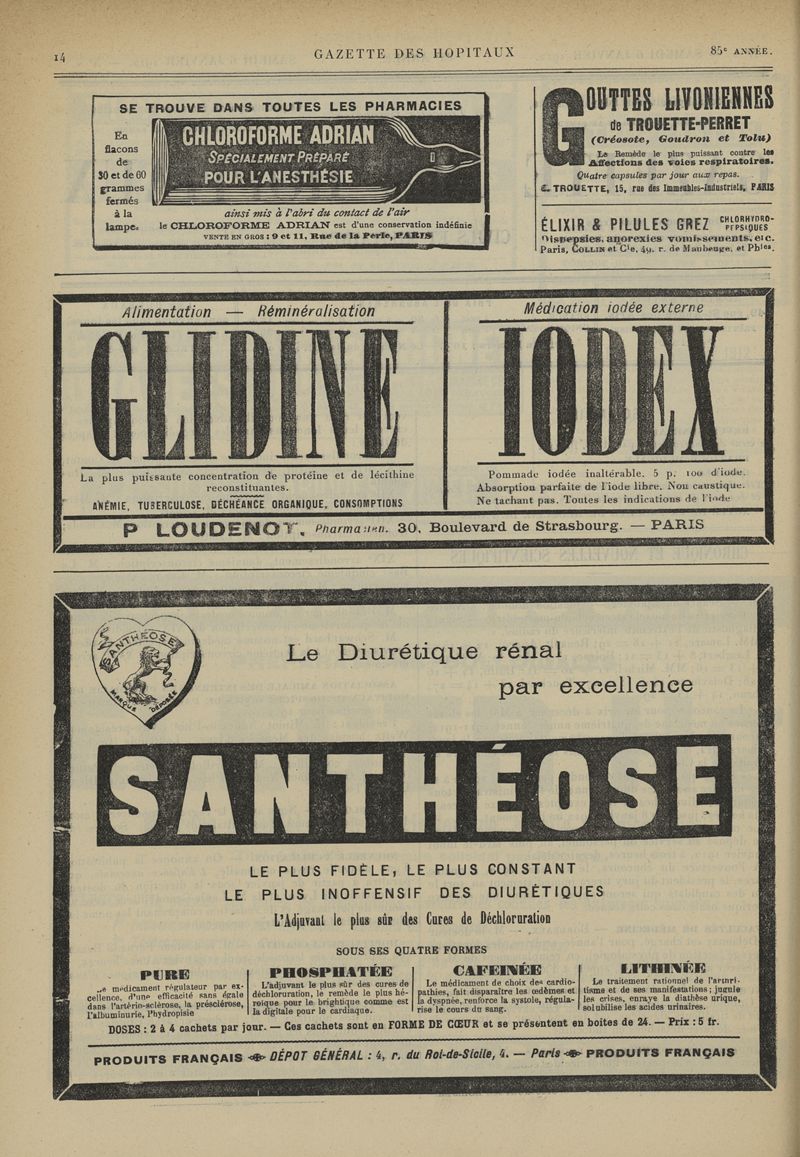 14
GAZETTE DES HOPITAUX
85e ANNÉE.
SE TROUVE DANS TOUTES LES PHARMACIES
En
flacons
de
30 et de 60
grammes
fermés
à la
lampe.
CHLOROFORME ADRIAN
SPÉCIALEMENT PRÉPARÉ
POUR L'ANESTHÉSIE
ainsi mis à l'abri du contact de l'air
le CHLOROFORME ADRIAN est d'une conservation indéfinie
VENTE EN GROS : 9 et 11, Rue de la Perle, PARIS
GOUTTES LIVONIENNES
de TROUETTE-PERRET
(Créosote, Goudron et Tolu)
Le Remède le plus puissant contre les
Affections des voies respiratoires.
Quatre capsules par jour aux repas.
E. TROUETTE, 15, rue des Immeubles-Industriels, PARIS
ÉLIXIR & PILULES GREZ CHLORHYDRO-
PEPSIQUES
Dispepsies, anorexies vomissements, etc.
Paris, COLLIN et Cie, 49, r. de Maubeuge, et Phies.
Alimentation — Réminéralisation
GLIDINE
La plus puissante concentration de protéine et de lécithine
reconstituantes.
ANÉMIE, TUBERCULOSE, DÉCHÉANCE ORGANIQUE, CONSOMPTIONS
Médication iodée externe
IODEX
Pommade iodée inaltérable. 5 p. 100 d'iode.
Absorption parfaite de l'iode libre. Non caustique.
Ne tachant pas. Toutes les indications de l'iode
P LOUDENOT, Pharmacien. 30, Boulevard de Strasbourg. — PARIS
SANTHÉOSE
MARQUE DÉPOSÉE
Le Diurétique rénal
par excellence
SANTHÉOSE
LE PLUS FIDÈLE, LE PLUS CONSTANT
LE PLUS INOFFENSIF DES DIURÉTIQUES
L'Adjuvant le plus sûr des Cures de Déchloruration
SOUS SES QUATRE FORMES
PURE
Le médicament régulateur par ex-
cellence, d'une efficacité sans égale
dans l'artério-sclérose, la présclérose,
l'albuminurie, l'hydropisie
PHOSPHATÉE
L'adjuvant le plus sûr des cures de
déchloruration, le remède le plus hé-
roïque pour le brightique comme est
la digitale pour le cardiaque.
CAFEINÉE
Le médicament de choix des cardio-
pathies, fait disparaître les œdèmes et
la dyspnée, renforce la systole, régula-
rise le cours du sang.
LITHINÉE
Le traitement rationnel de l'arthri-
tisme et de ses manifestations ; jugule
les crises, enraye la diathèse urique,
solubilise les acides urinaires.
DOSES : 2 à 4 cachets par jour. — Ces cachets sont en FORME DE CŒUR et se présentent en boîtes de 24. — Prix : 5 fr.
PRODUITS FRANÇAIS DÉPOT GÉNÉRAL : 4, r. du Roi-de-Sicile, 4. — Paris PRODUITS FRANÇAIS